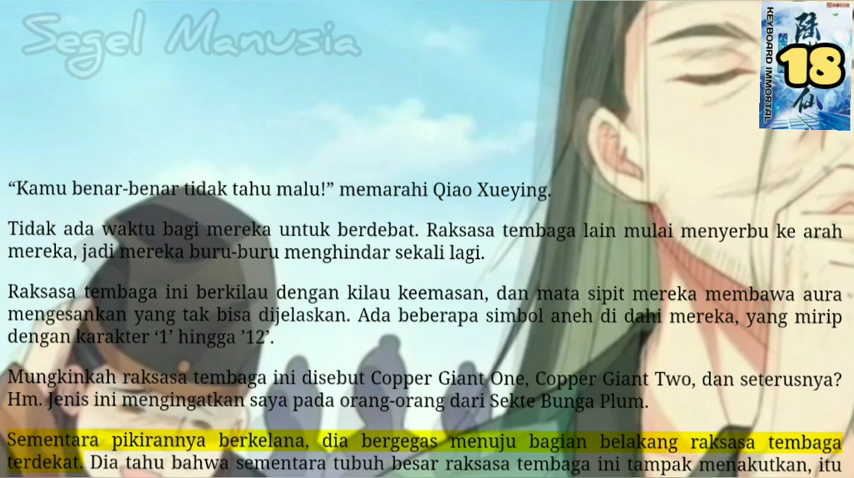 Segel Manusia
KEYBOARD IMMORTAL
18
“Kamu benar-benar tidak tahu malu!” memarahi Qiao Xueying.
Tidak ada waktu bagi mereka untuk berdebat. Raksasa tembaga lain mulai menyerbu ke arah
mereka, jadi mereka buru-buru menghindar sekali lagi.
Raksasa tembaga ini berkilau dengan kilau keemasan, dan mata sipit mereka membawa aura
mengesankan yang tak bisa dijelaskan. Ada beberapa simbol aneh di dahi mereka, yang mirip
dengan karakter ‘1’ hingga ’12’.
Mungkinkah raksasa tembaga ini disebut Copper Giant One, Copper Giant Two, dan seterusnya?
Hm. Jenis ini mengingatkan saya pada orang-orang dari Sekte Bunga Plum.
Sementara pikirannya berkelana, dia bergegas menuju bagian belakang raksasa tembaga
terdekat. Dia tahu bahwa sementara tubuh besar raksasa tembaga ini tampak menakutkan, itu